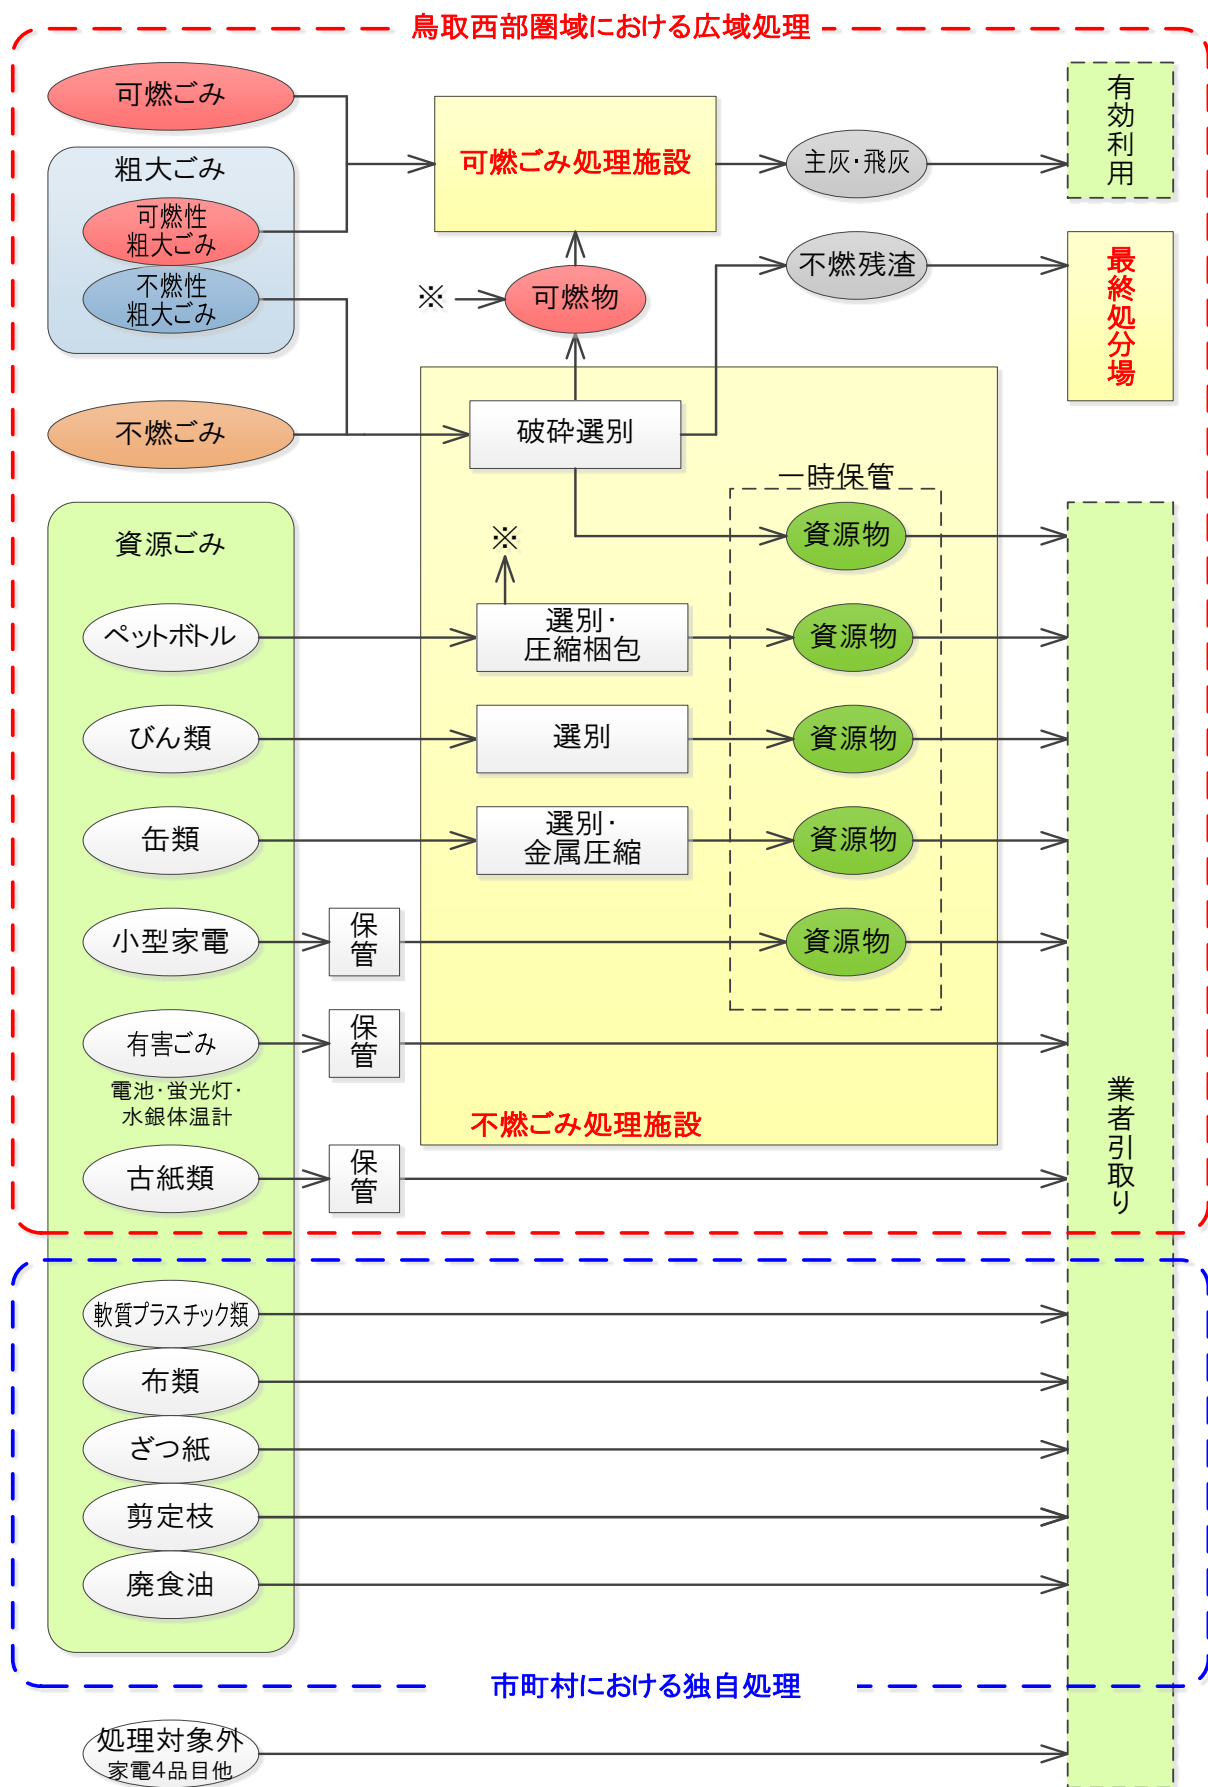 鳥取西部圏域における広域処理
可燃ごみ
粗大ごみ
可燃性
粗大ごみ
不燃性
粗大ごみ
可燃ごみ処理施設
主灰・飛灰
有効利用
※
可燃物
不燃残渣
最終処分場
不燃ごみ
破砕選別
一時保管
資源物
資源ごみ
※
ペットボトル
選別・
圧縮梱包
資源物
びん類
選別
資源物
缶類
選別・
金属圧縮
資源物
小型家電
保管
資源物
有害ごみ
電池・蛍光灯・
水銀体温計
保管
不燃ごみ処理施設
古紙類
保管
業者引取り
軟質プラスチック類
布類
ざつ紙
剪定枝
廃食油
市町村における独自処理
処理対象外
家電4品目他